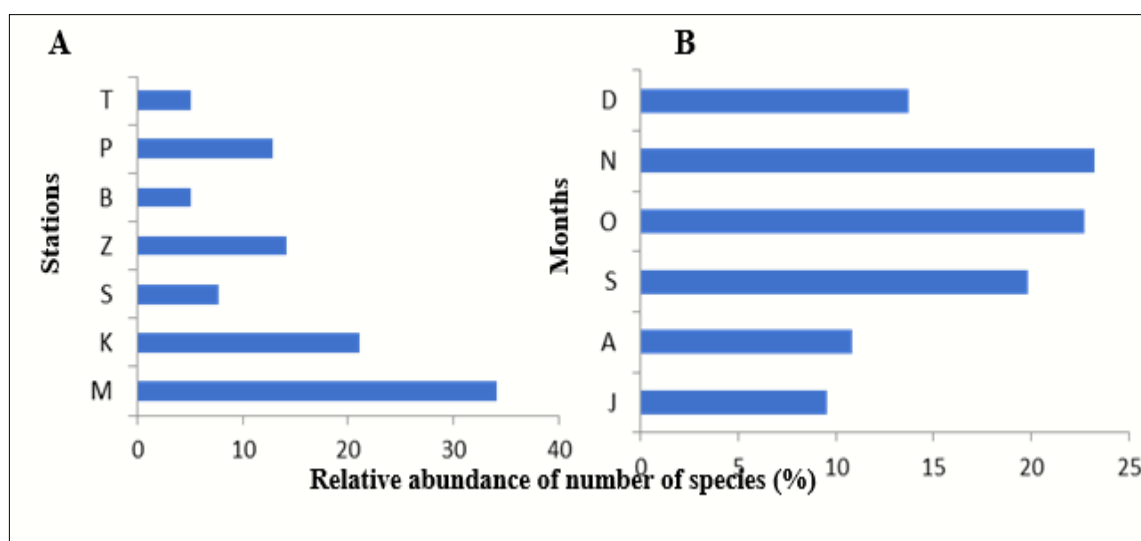 A
Stations
T
P
B
Z
S
K
M
0 10 20 30 40
B
Months
D
N
O
S
A
J
0 5 10 15 20 25
Relative abundance of number of species (%)